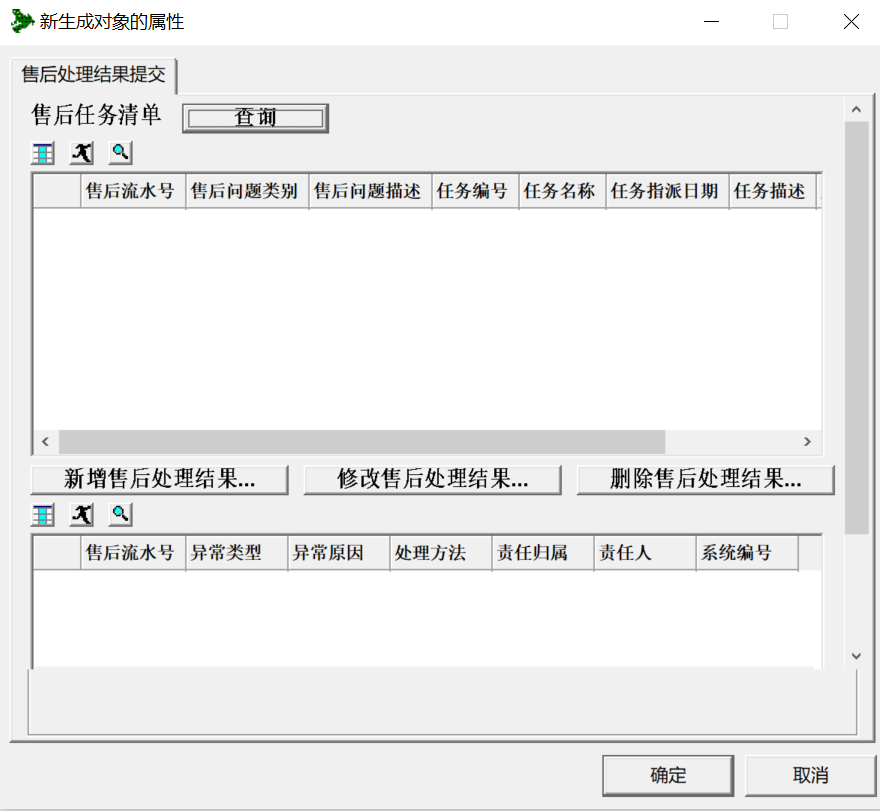 新生成对象的属性
售后处理结果提交
售后任务清单 查询
售后流水号 售后问题类别 售后问题描述 任务编号 任务名称 任务指派日期 任务描述
新增售后处理结果... 修改售后处理结果... 删除售后处理结果...
售后流水号 异常类型 异常原因 处理方法 责任归属 责任人 系统编号
确定 取消